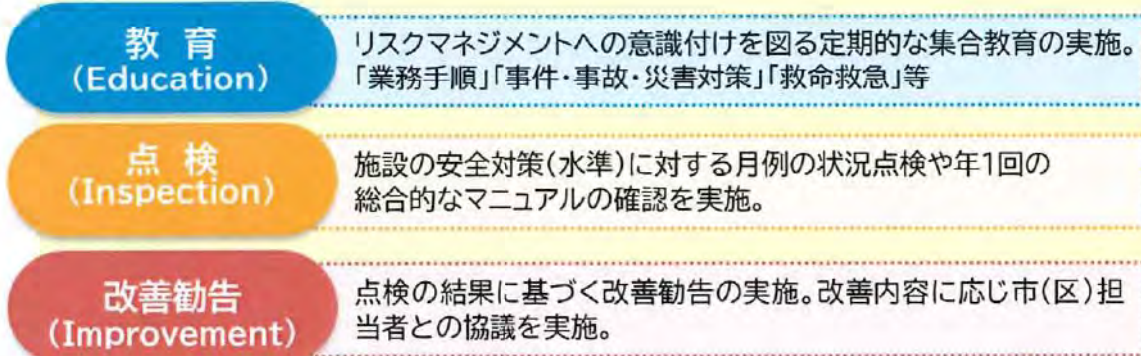 教 育
(Education)
リスクマネジメントへの意識付けを図る定期的な集合教育の実施。
「業務手順」「事件・事故・災害対策」「救命救急」等
点 検
(Inspection)
施設の安全対策(水準)に対する月例の状況点検や年1回の
総合的なマニュアルの確認を実施。
改善勧告
(Improvement)
点検の結果に基づく改善勧告の実施。改善内容に応じ市(区)担
当者との協議を実施。